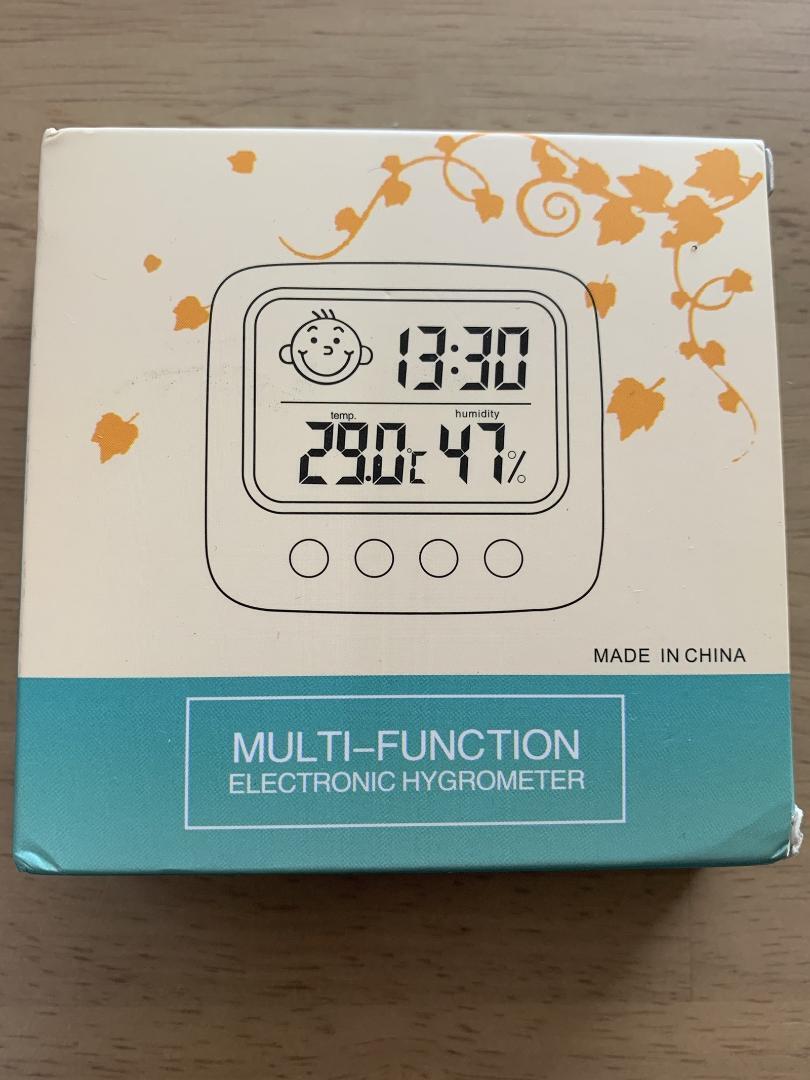 13:30
temp. humidity
29.0℃ 47%
MADE IN CHINA
MULTI-FUNCTION
ELECTRONIC HYGROMETER